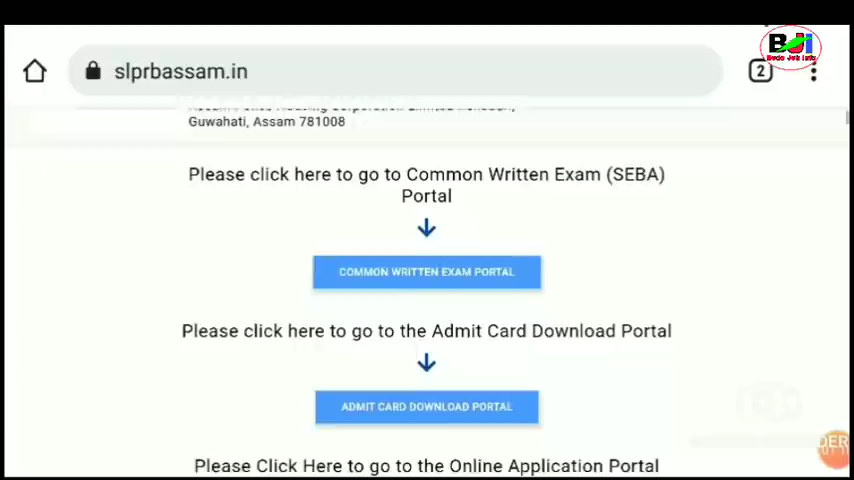 BJI
slprbassam.in
2
Guwahati, Assam 781008
Please click here to go to Common Written Exam (SEBA)
Portal
COMMON WRITTEN EXAM PORTAL
Please click here to go to the Admit Card Download Portal
ADMIT CARD DOWNLOAD PORTAL
Please Click Here to go to the Online Application Portal